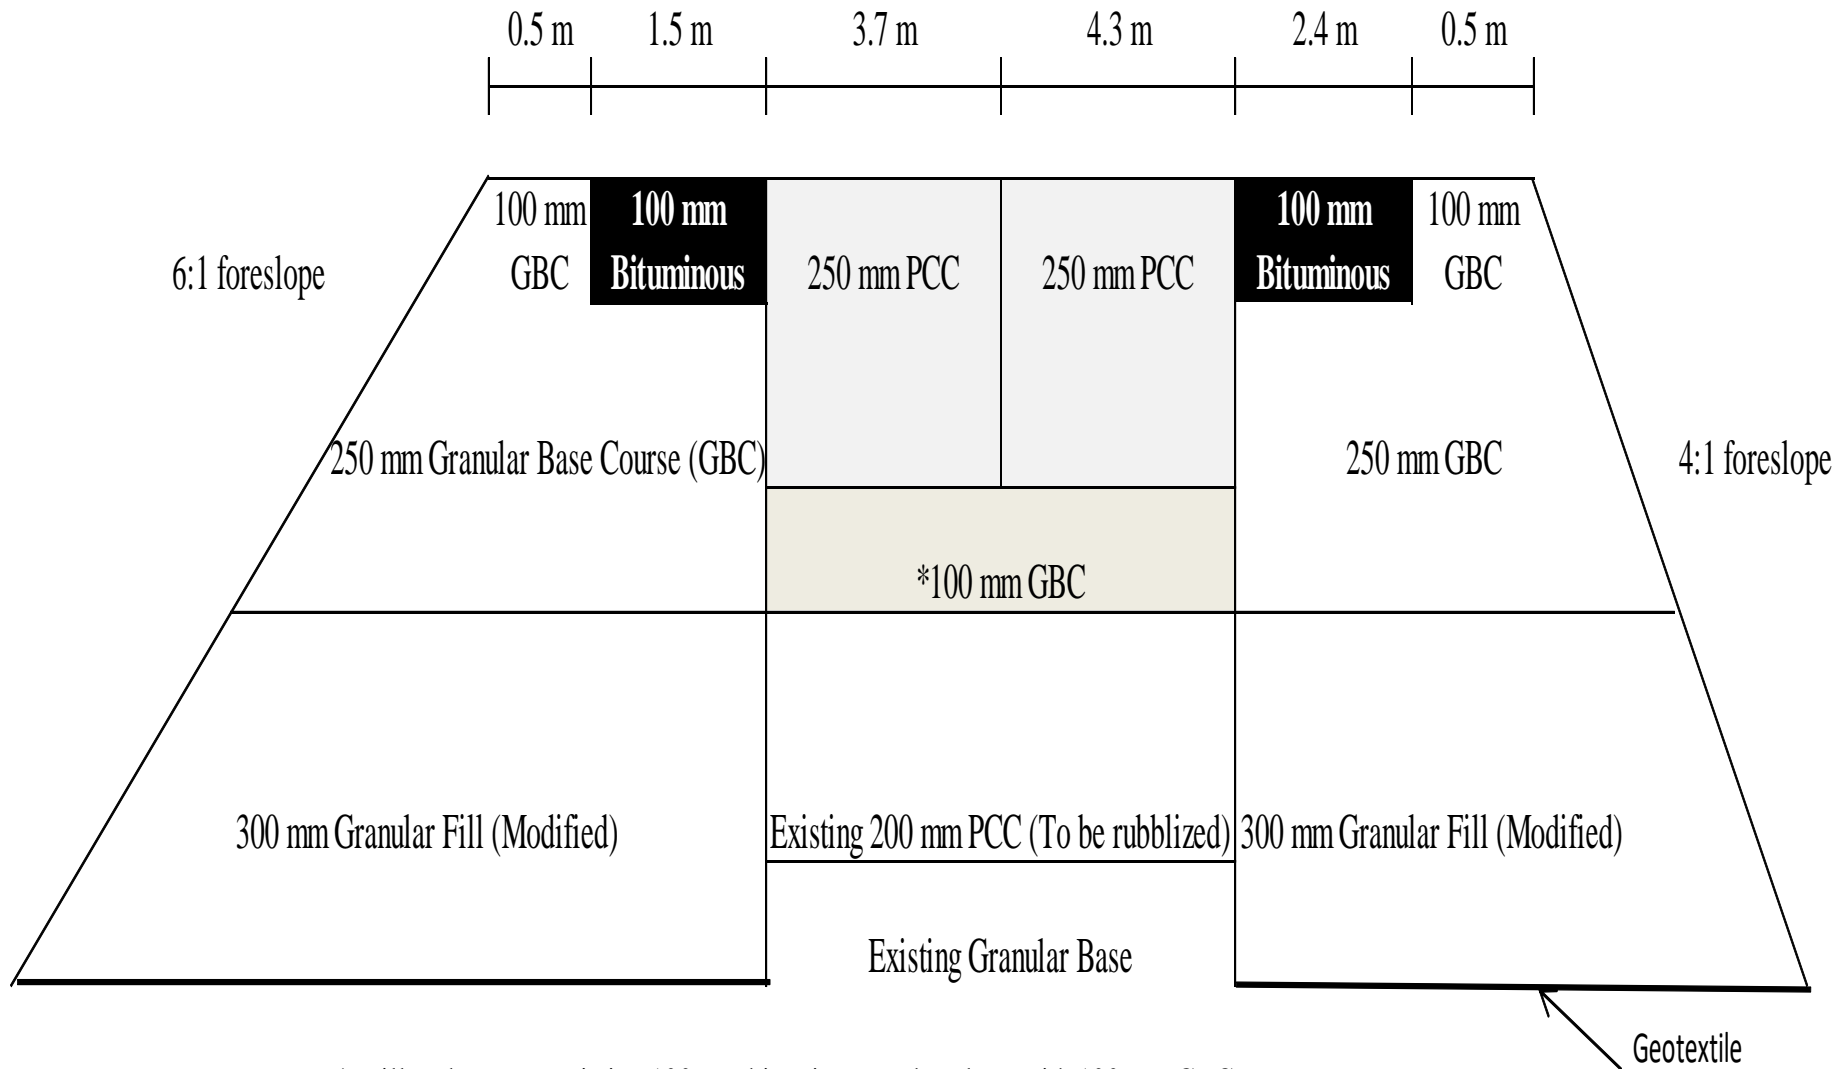 0.5 m 1.5 m 3.7 m 4.3 m 2.4 m 0.5 m
100 mm 100 mm 100 mm 100 mm
6:1 foreslope GBC Bituminous 250 mm PCC 250 mm PCC Bituminous GBC
250 mm Granular Base Course (GBC) 250 mm GBC 4:1 foreslope
*100 mm GBC
300 mm Granular Fill (Modified) Existing 200 mm PCC (To be rubblized) 300 mm Granular Fill (Modified)
Existing Granular Base
Geotextile